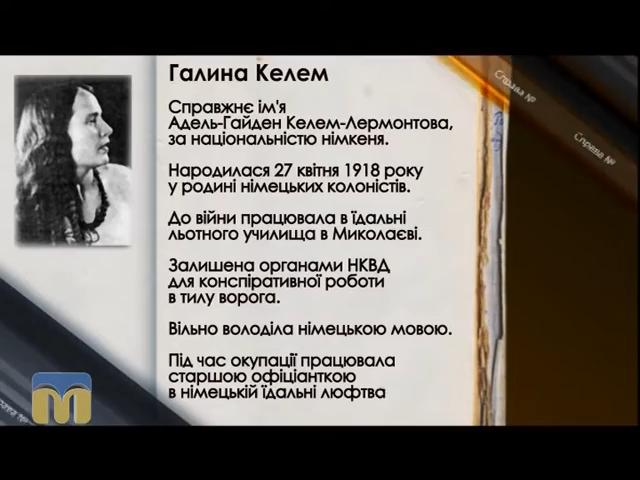 Галина Келем
Справжнє ім'я
Адель-Гайден Келем-Лермонтова,
за національністю німкеня.
Народилася 27 квітня 1918 року
у родині німецьких колоністів.
До війни працювала в їдальні
льотного училища в Миколаєві.
Залишена органами НКВД
для конспіративної роботи
в тилу ворога.
Вільно володіла німецькою мовою.
Під час окупації працювала
старшою офіціанткою
в німецькій їдальні люфтва
Справа №
Справа №